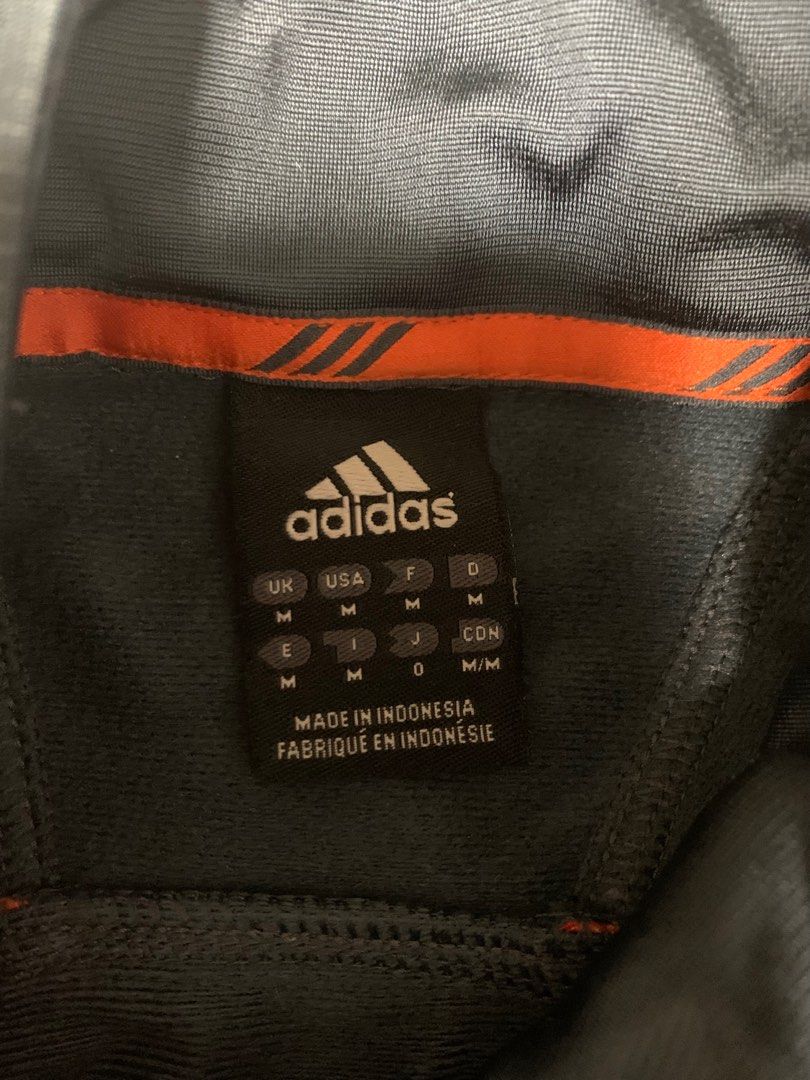 adidas
UK USA F D
M M M M
E I J CDN
M M O M/M
MADE IN INDONESIA
FABRIQUÉ EN INDONÉSIE